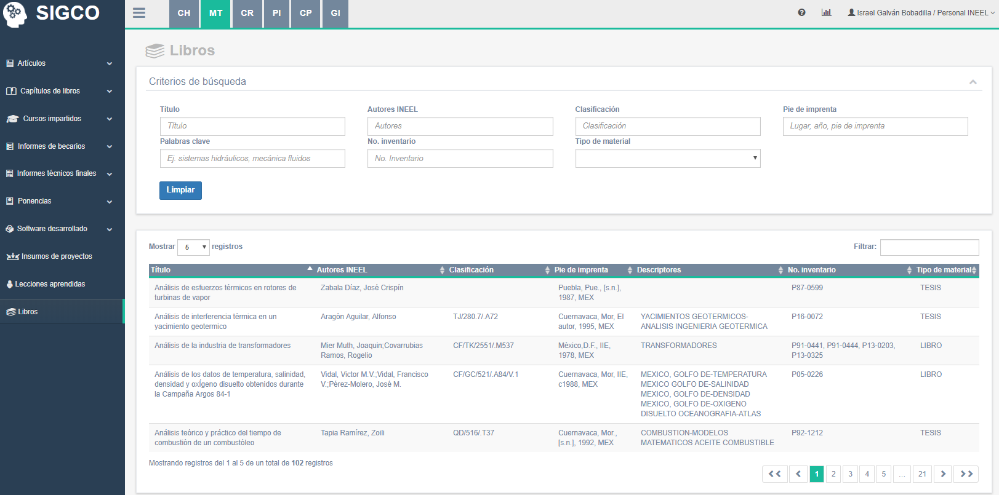 SIGCO
CH MT CR PI CP GI
Israel Galván Bobadilla / Personal INEEL
Artículos
Capítulos de libros
Cursos impartidos
Informes de becarios
Informes técnicos finales
Ponencias
Software desarrollado
Insumos de proyectos
Lecciones aprendidas
Libros
Libros
Criterios de búsqueda
Título Autores INEEL Clasificación Pie de imprenta
Título Autores Clasificación Lugar, año, pie de imprenta
Palabras clave No. inventario Tipo de material
Ej. sistemas hidráulicos, mecánica fluidos No. Inventario
Limpiar
Mostrar 5 registros Filtrar:
Título Autores INEEL Clasificación Pie de imprenta Descriptores No. inventario Tipo de material
Análisis de esfuerzos térmicos en rotores de Zabala Díaz, José Crispín Puebla, Pue., [s.n.], P87-0599 TESIS
turbinas de vapor 1987, MEX
Análisis de interferencia térmica en un Aragón Aguilar, Alfonso TJ/280.7/.A72 Cuernavaca, Mor, El YACIMIENTOS GEOTERMICOS- P16-0072 TESIS
yacimiento geotermico autor, 1995, MEX ANALISIS INGENIERIA GEOTERMICA
Análisis de la industria de transformadores Mier Muth, Joaquin;Covarrubias CF/TK/2551/.M537 México,D.F., IIE, TRANSFORMADORES P91-0441, P91-0444, P13-0203, LIBRO
Ramos, Rogelio 1978, MEX P13-0325
Análisis de los datos de temperatura, salinidad, Vidal, Victor M.V.;Vidal, Francisco CF/GC/521/.A84/V.1 Cuernavaca, Mor, IIE, MEXICO, GOLFO DE-TEMPERATURA P05-0226 LIBRO
densidad y oxÍgeno disuelto obtenidos durante V.;Pérez-Molero, José M. c1988, MEX MEXICO GOLFO DE-SALINIDAD
la Campaña Argos 84-1 MEXICO, GOLFO DE-DENSIDAD
MEXICO, GOLFO DE-OXIGENO
DISUELTO OCEANOGRAFIA-ATLAS
Análisis teórico y práctico del tiempo de Tapia Ramírez, Zoili QD/516/.T37 Cuernavaca, Mor., COMBUSTION-MODELOS P92-1212 TESIS
combustión de un combustóleo [s.n.], 1992, MEX MATEMATICOS ACEITE COMBUSTIBLE
Mostrando registros del 1 al 5 de un total de 102 registros
1 2 3 4 5 ... 21